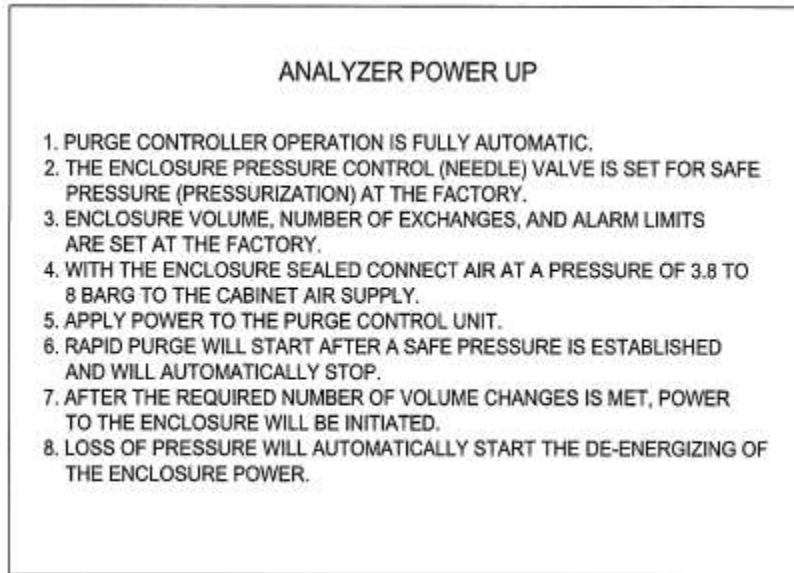 ANALYZER POWER UP
1. PURGE CONTROLLER OPERATION IS FULLY AUTOMATIC.
2. THE ENCLOSURE PRESSURE CONTROL (NEEDLE) VALVE IS SET FOR SAFE
PRESSURE (PRESSURIZATION) AT THE FACTORY.
3. ENCLOSURE VOLUME, NUMBER OF EXCHANGES, AND ALARM LIMITS
ARE SET AT THE FACTORY.
4. WITH THE ENCLOSURE SEALED CONNECT AIR AT A PRESSURE OF 3.8 TO
8 BARG TO THE CABINET AIR SUPPLY.
5. APPLY POWER TO THE PURGE CONTROL UNIT.
6. RAPID PURGE WILL START AFTER A SAFE PRESSURE IS ESTABLISHED
AND WILL AUTOMATICALLY STOP.
7. AFTER THE REQUIRED NUMBER OF VOLUME CHANGES IS MET, POWER
TO THE ENCLOSURE WILL BE INITIATED.
8. LOSS OF PRESSURE WILL AUTOMATICALLY START THE DE-ENERGIZING OF
THE ENCLOSURE POWER.